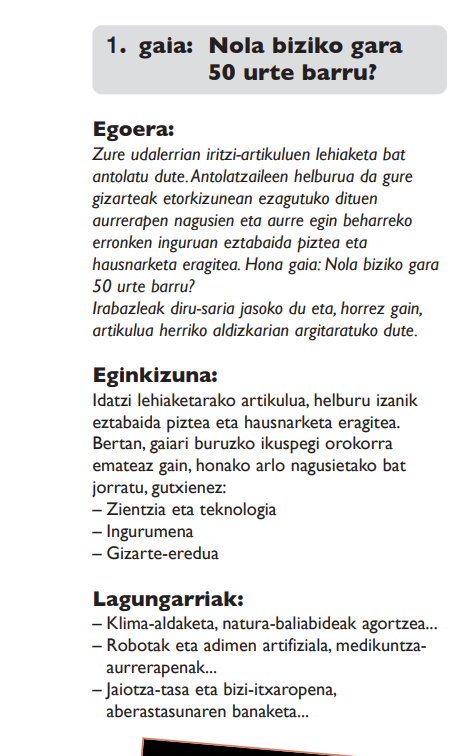 1. gaia: Nola biziko gara
50 urte barru?
Egoera:
Zure udalerrian iritzi-artikuluen lehiaketa bat
antolatu dute. Antolatzaileen helburua da gure
gizarteak etorkizunean ezagutuko dituen
aurrerapen nagusien eta aurre egin beharreko
erronken inguruan eztabaida piztea eta
hausnarketa eragitea. Hona gaia: Nola biziko gara
50 urte barru?
Irabazleak diru-saria jasoko du eta, horrez gain,
artikulua herriko aldizkarian argitaratuko dute.
Eginkizuna:
Idatzi lehiaketarako artikulua, helburu izanik
eztabaida piztea eta hausnarketa eragitea.
Bertan, gaiari buruzko ikuspegi orokorra
emateaz gain, honako arlo nagusietako bat
jorratu, gutxienez:
– Zientzia eta teknologia
– Ingurumena
– Gizarte-eredua
Lagungarriak:
– Klima-aldaketa, natura-baliabideak agortzea...
– Robotak eta adimen artifiziala, medikuntza-
aurrerapenak...
– Jaiotza-tasa eta bizi-itxaropena,
aberastasunaren banaketa...